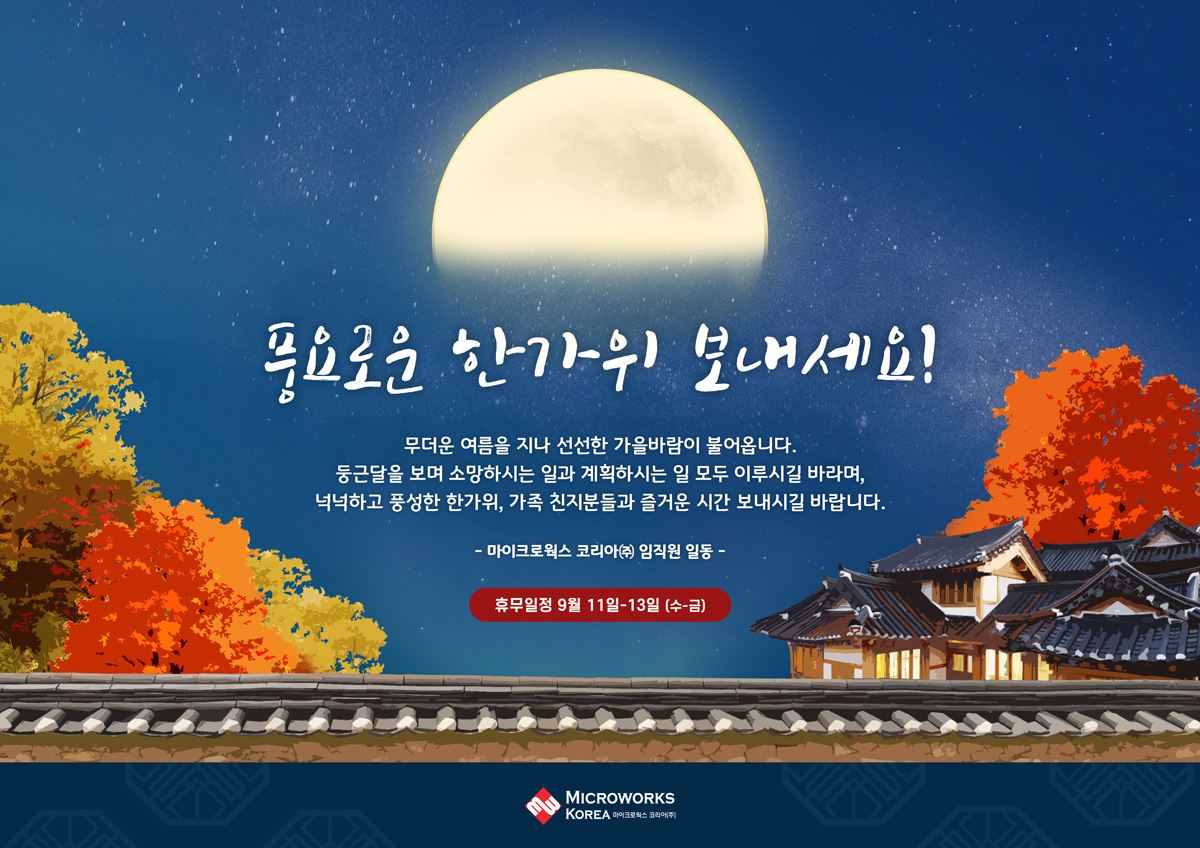 풍요로운 한가위 보내세요!
무더운 여름을 지나 선선한 가을바람이 불어옵니다.
둥근달을 보며 소망하시는 일과 계획하시는 일 모두 이루시길 바라며,
넉넉하고 풍성한 한가위, 가족 친지분들과 즐거운 시간 보내시길 바랍니다.
- 마이크로웍스 코리아㈜ 임직원 일동 -
휴무일정 9월 11일-13일 (수-금)
MICROWORKS
KOREA 마이크로웍스 코리아(주)